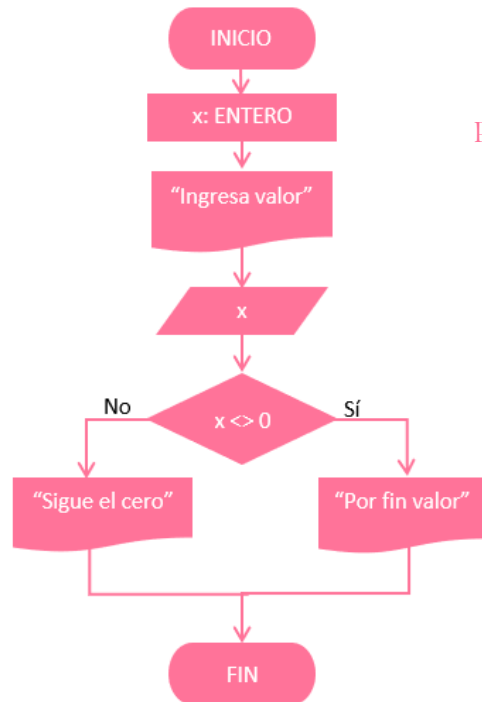 INICIO
x: ENTERO
“Ingresa valor”
x
x <> 0
No
Sí
“Sigue el cero”
“Por fin valor”
FIN